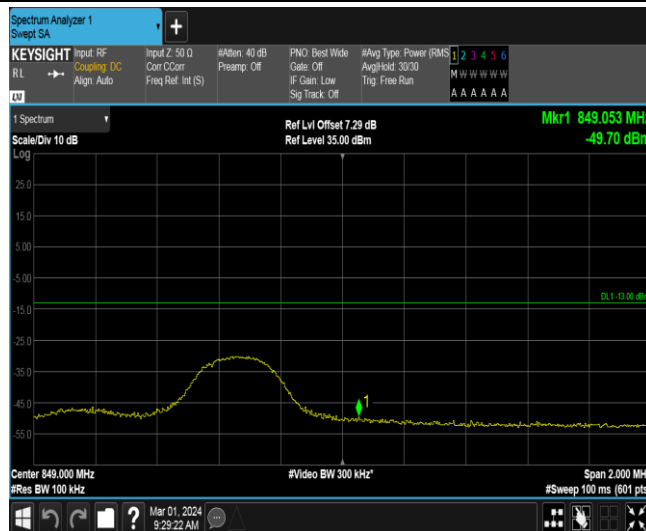 Spectrum Analyzer 1
Swept SA
+
KEYSIGHT
RL
LXI
Input: RF
Coupling: DC
Align: Auto
Input Z: 50 Ω
Corr CCorr
Freq Ref: Int (S)
#Atten: 40 dB
Preamp: Off
PNO: Best Wide
Gate: Off
IF Gain: Low
Sig Track: Off
#Avg Type: Power (RMS
Avg|Hold: 30/30
Trig: Free Run
1 2 3 4 5 6
M W W W W W
A A A A A A
1 Spectrum
Scale/Div 10 dB
Log
Ref Lvl Offset 7.29 dB
Ref Level 35.00 dBm
Mkr1 849.053 MHz
-49.70 dBm
25.0
15.0
5.00
-5.00
DL1 -13.00 dBm
-15.0
-25.0
-35.0
1
-45.0
-55.0
Center 849.000 MHz
#Res BW 100 kHz
#Video BW 300 kHz*
Span 2.000 MH
#Sweep 100 ms (601 pts
?
Mar 01, 2024
9:29:22 AM